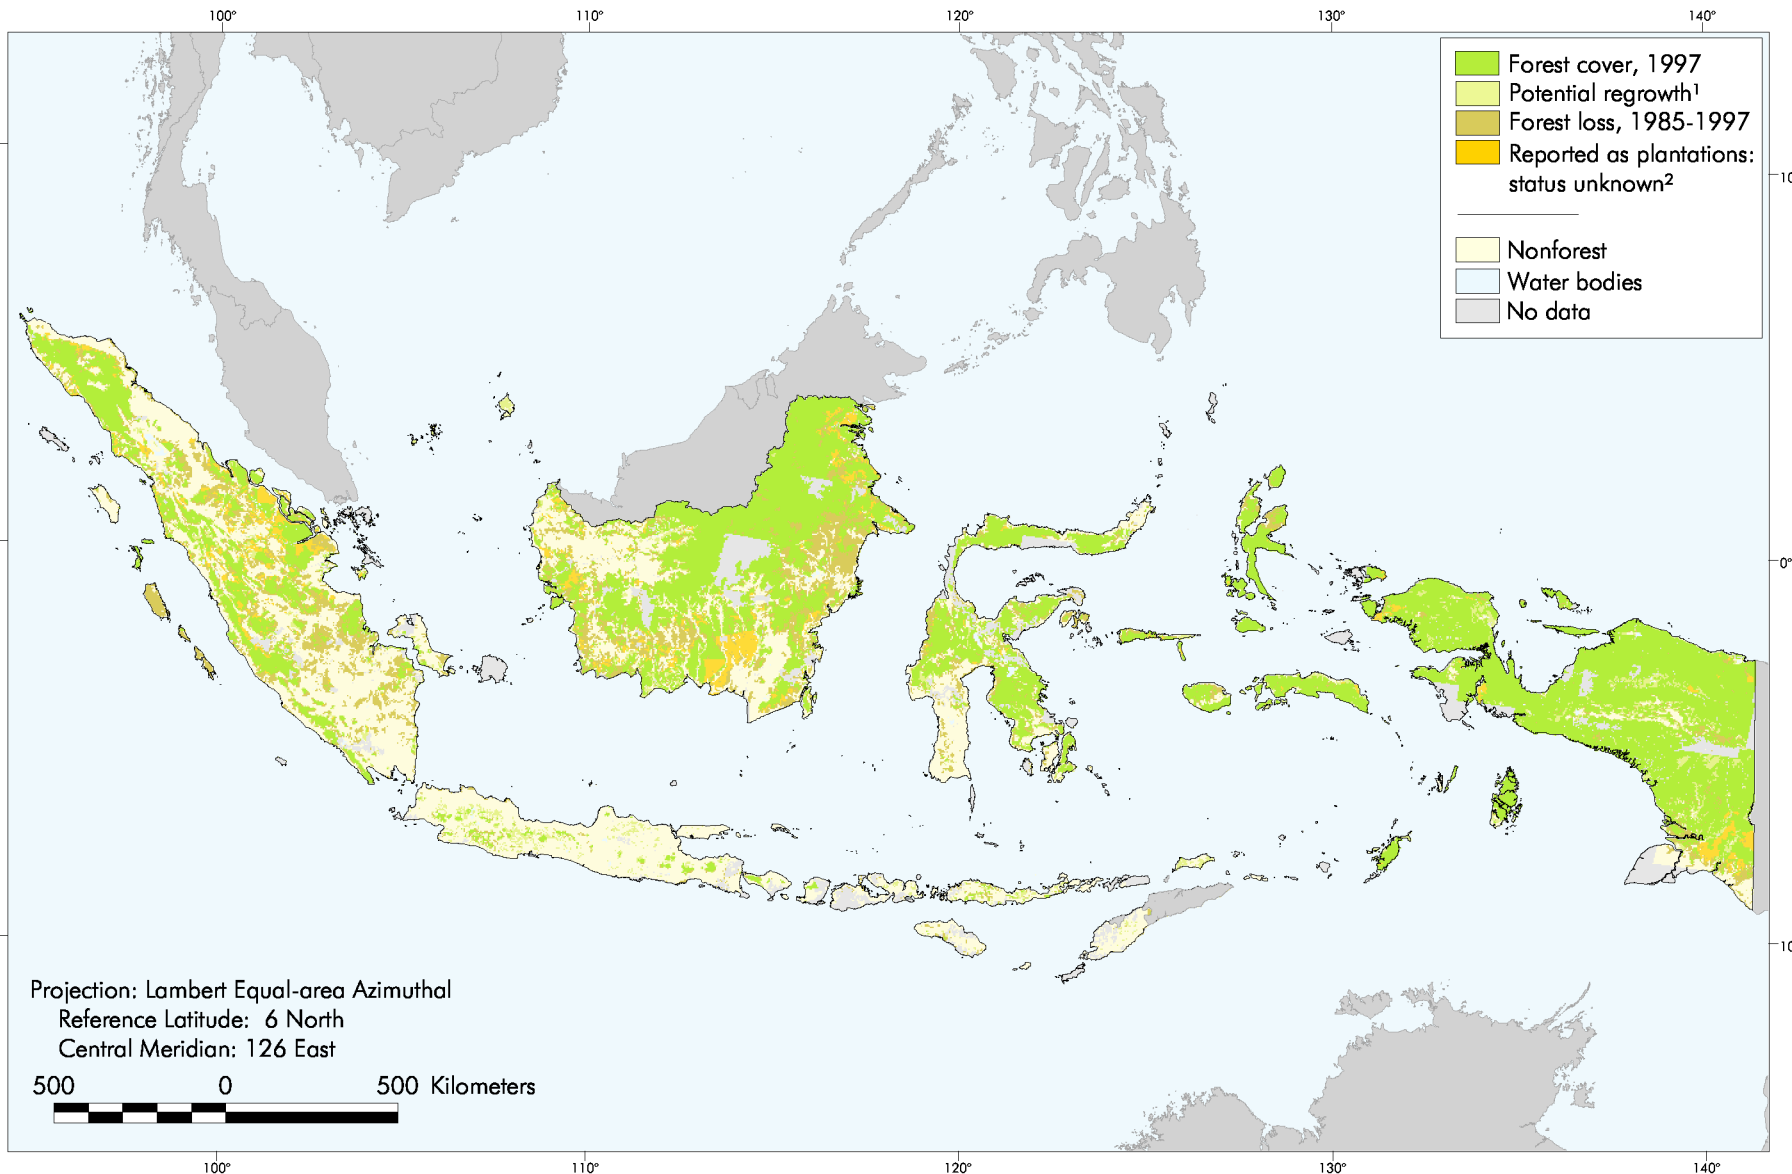 100° 110° 120° 130° 140°
Forest cover, 1997
Potential regrowth¹
Forest loss, 1985-1997
Reported as plantations:
status unknown²
Nonforest
Water bodies
No data
10
0°
10
Projection: Lambert Equal-area Azimuthal
Reference Latitude: 6 North
Central Meridian: 126 East
500 0 500 Kilometers
100° 110° 120° 130° 140°